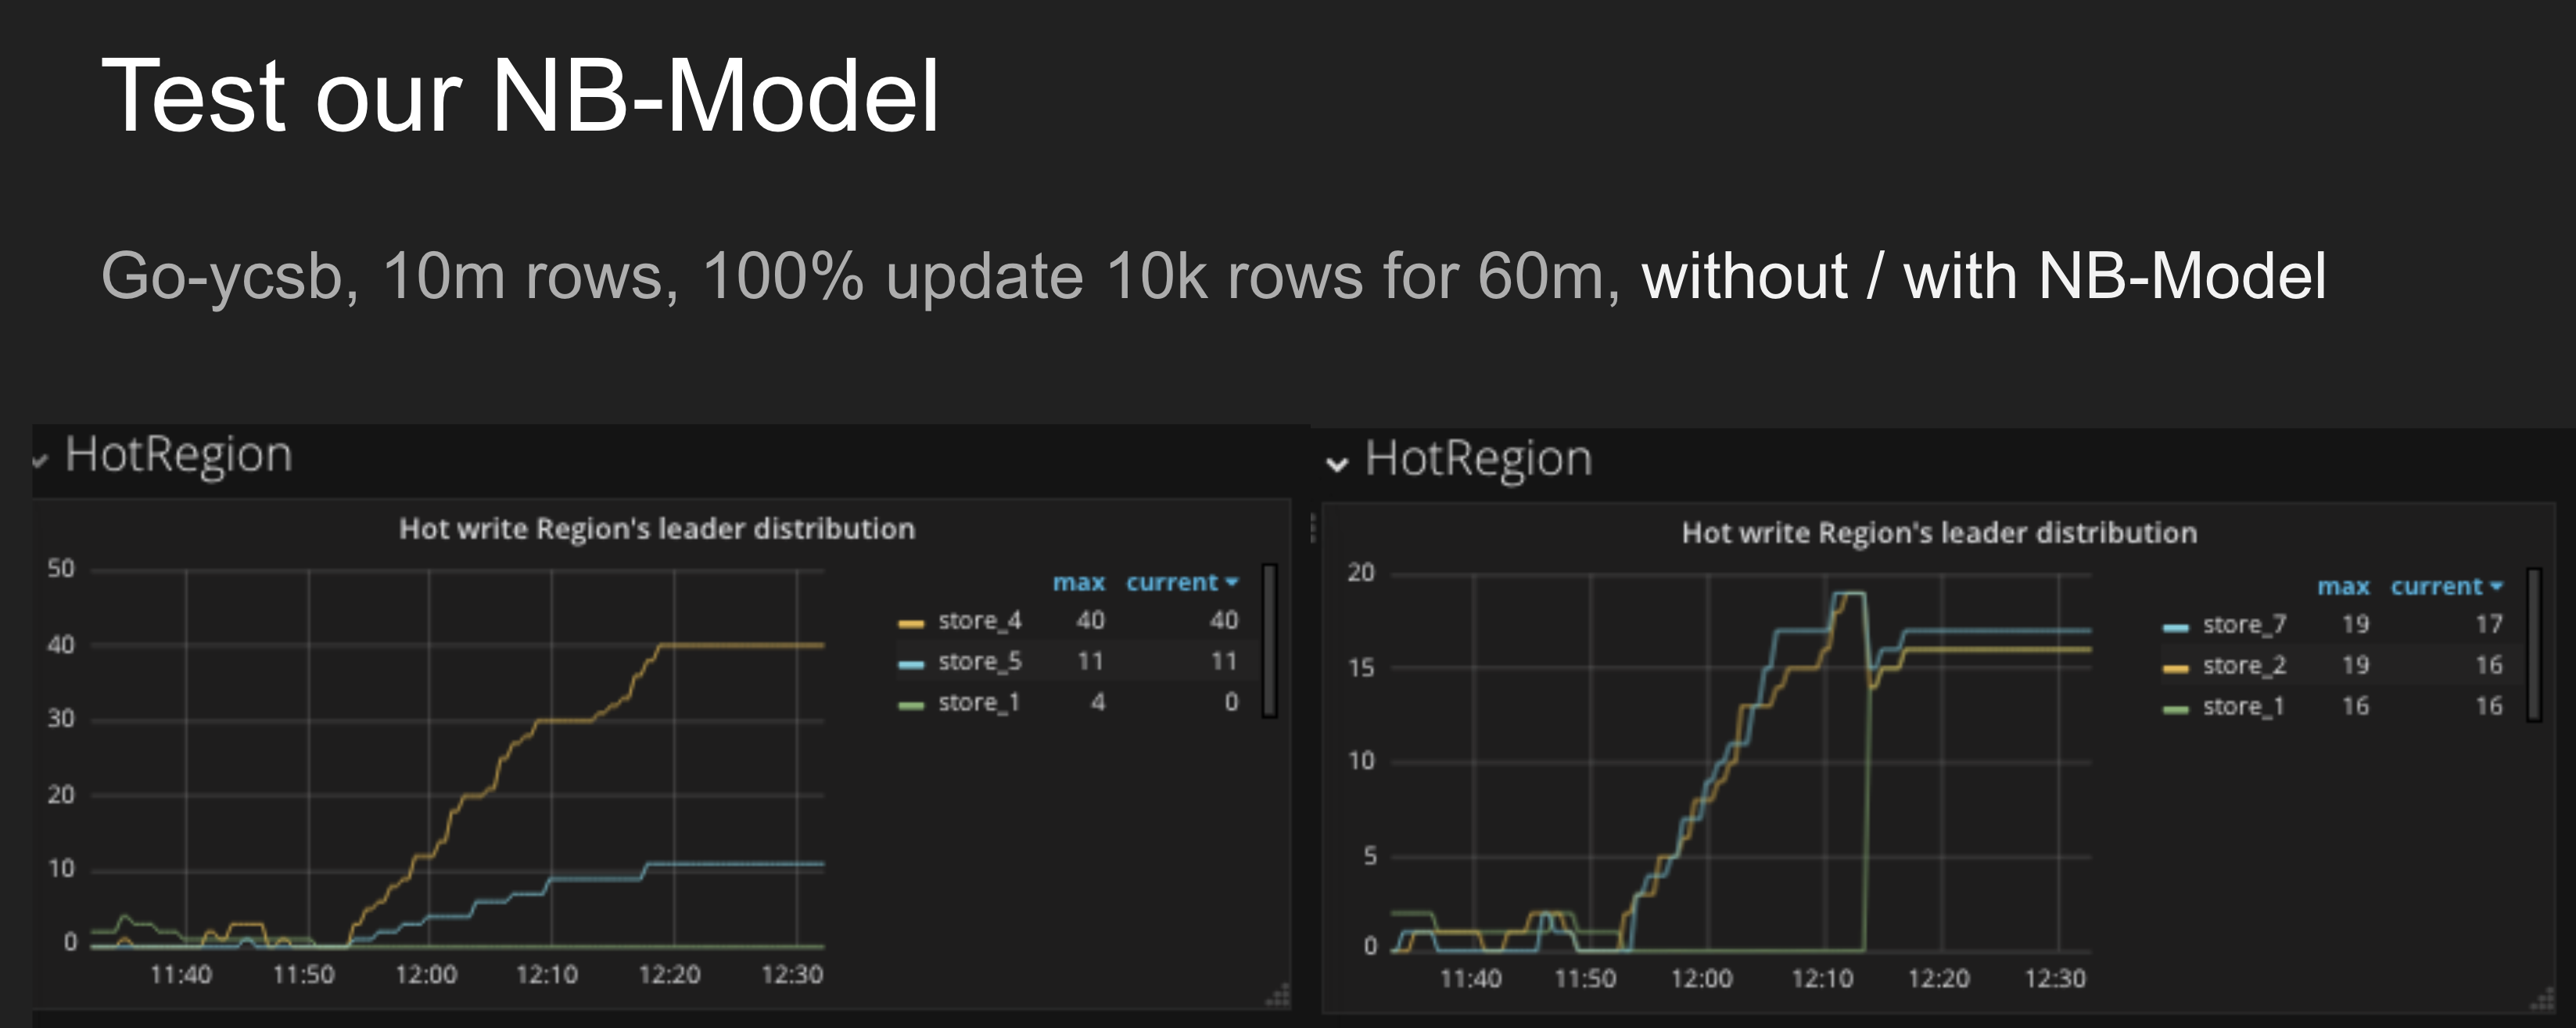 Test our NB-Model
Go-ycsb, 10m rows, 100% update 10k rows for 60m, without / with NB-Model
HotRegion
Hot write Region's leader distribution
50
40
30
20
10
0
11:40 11:50 12:00 12:10 12:20 12:30
max current
store_4 40 40
store_5 11 11
store_1 4 0
HotRegion
Hot write Region's leader distribution
20
15
10
5
0
11:40 11:50 12:00 12:10 12:20 12:30
max current
store_7 19 17
store_2 19 16
store_1 16 16